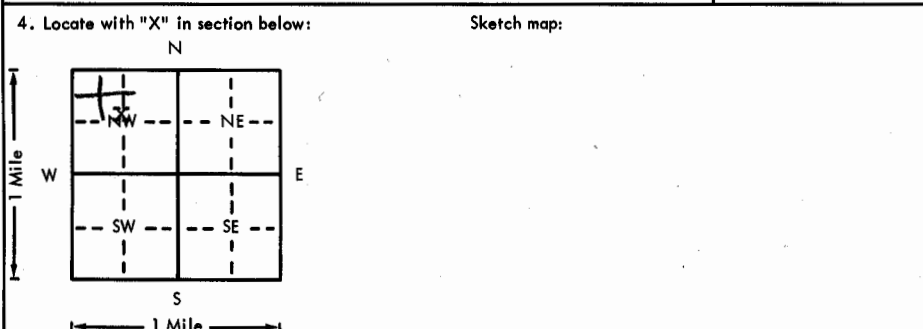 4. Locate with "X" in section below: Sketch map:
N
NW NE
1 Mile W E
SW SE
S
1 Mile